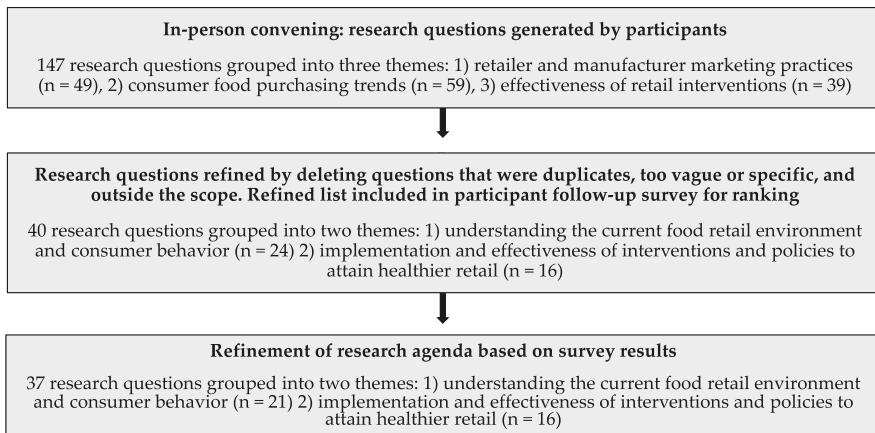 In-person convening: research questions generated by participants
147 research questions grouped into three themes: 1) retailer and manufacturer marketing practices
(n = 49), 2) consumer food purchasing trends (n = 59), 3) effectiveness of retail interventions (n = 39)
Research questions refined by deleting questions that were duplicates, too vague or specific, and
outside the scope. Refined list included in participant follow-up survey for ranking
40 research questions grouped into two themes: 1) understanding the current food retail environment
and consumer behavior (n = 24) 2) implementation and effectiveness of interventions and policies to
attain healthier retail (n = 16)
Refinement of research agenda based on survey results
37 research questions grouped into two themes: 1) understanding the current food retail environment
and consumer behavior (n = 21) 2) implementation and effectiveness of interventions and policies to
attain healthier retail (n = 16)